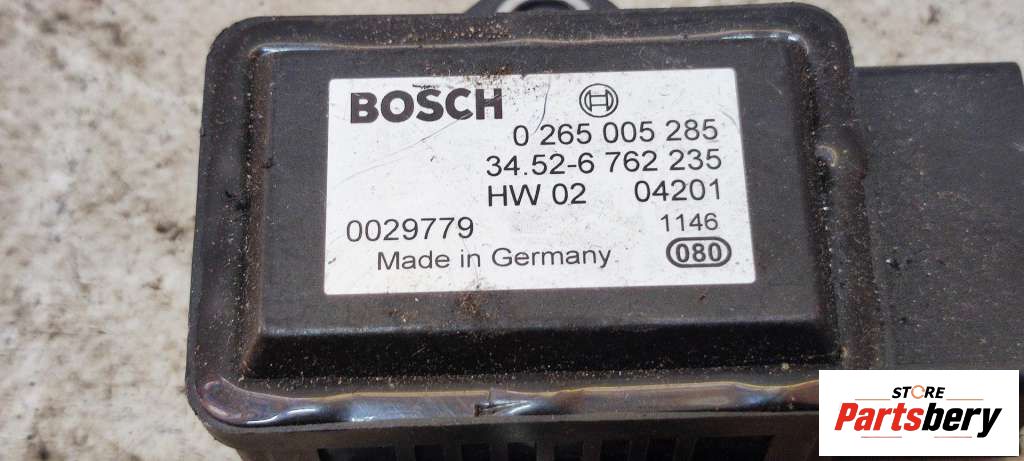 BOSCH
0 265 005 285
34.52-6 762 235
HW 02 04201
0029779 1146
Made in Germany 080
STORE
Partsbery